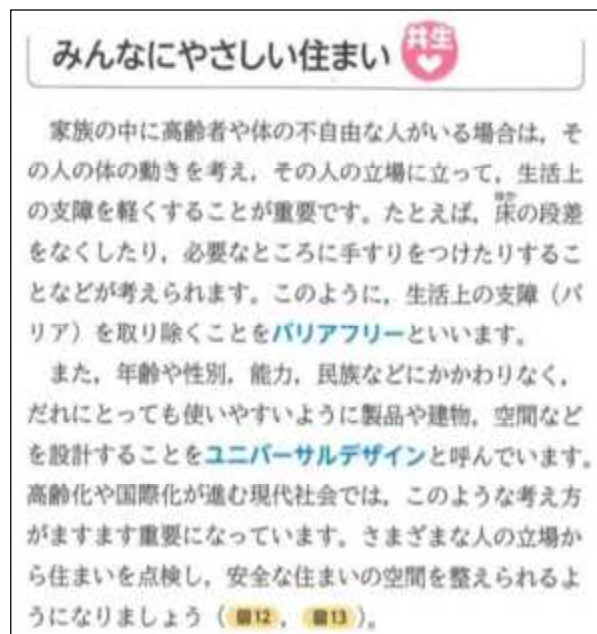 みんなにやさしい住まい 共生
家族の中に高齢者や体の不自由な人がいる場合は，そ
の人の体の動きを考え，その人の立場に立って，生活上
の支障を軽くすることが重要です。たとえば，床の段差
をなくしたり，必要なところに手すりをつけたりするこ
となどが考えられます。このように，生活上の支障（バ
リア）を取り除くことをバリアフリーといいます。
また，年齢や性別，能力，民族などにかかわりなく，
だれにとっても使いやすいように製品や建物，空間など
を設計することをユニバーサルデザインと呼んでいます。
高齢化や国際化が進む現代社会では，このような考え方
がますます重要になっています。さまざまな人の立場か
ら住まいを点検し，安全な住まいの空間を整えられるよ
うになりましょう（図12，図13）。